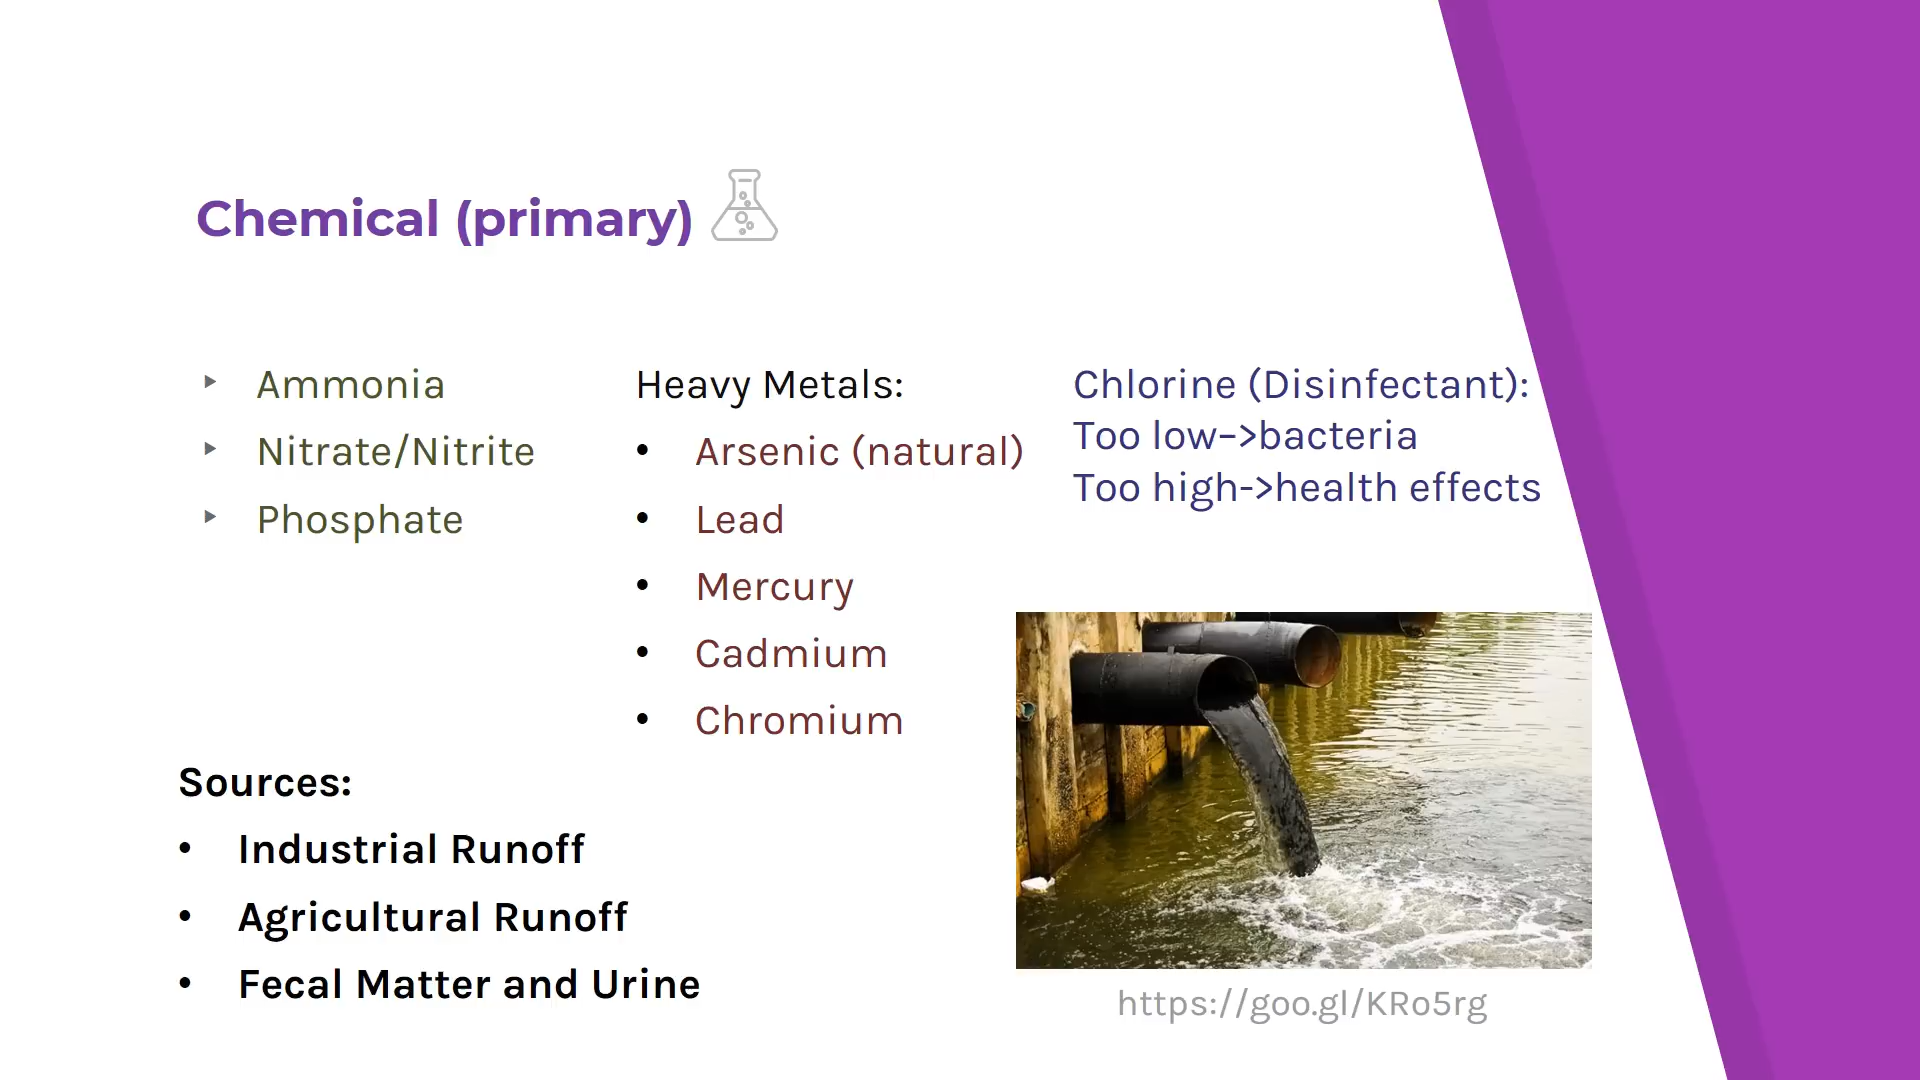 Chemical (primary)
‣ Ammonia
‣ Nitrate/Nitrite
‣ Phosphate
Heavy Metals:
• Arsenic (natural)
• Lead
• Mercury
• Cadmium
• Chromium
Chlorine (Disinfectant):
Too low–>bacteria
Too high->health effects
Sources:
• Industrial Runoff
• Agricultural Runoff
• Fecal Matter and Urine
https://goo.gl/KRo5rg